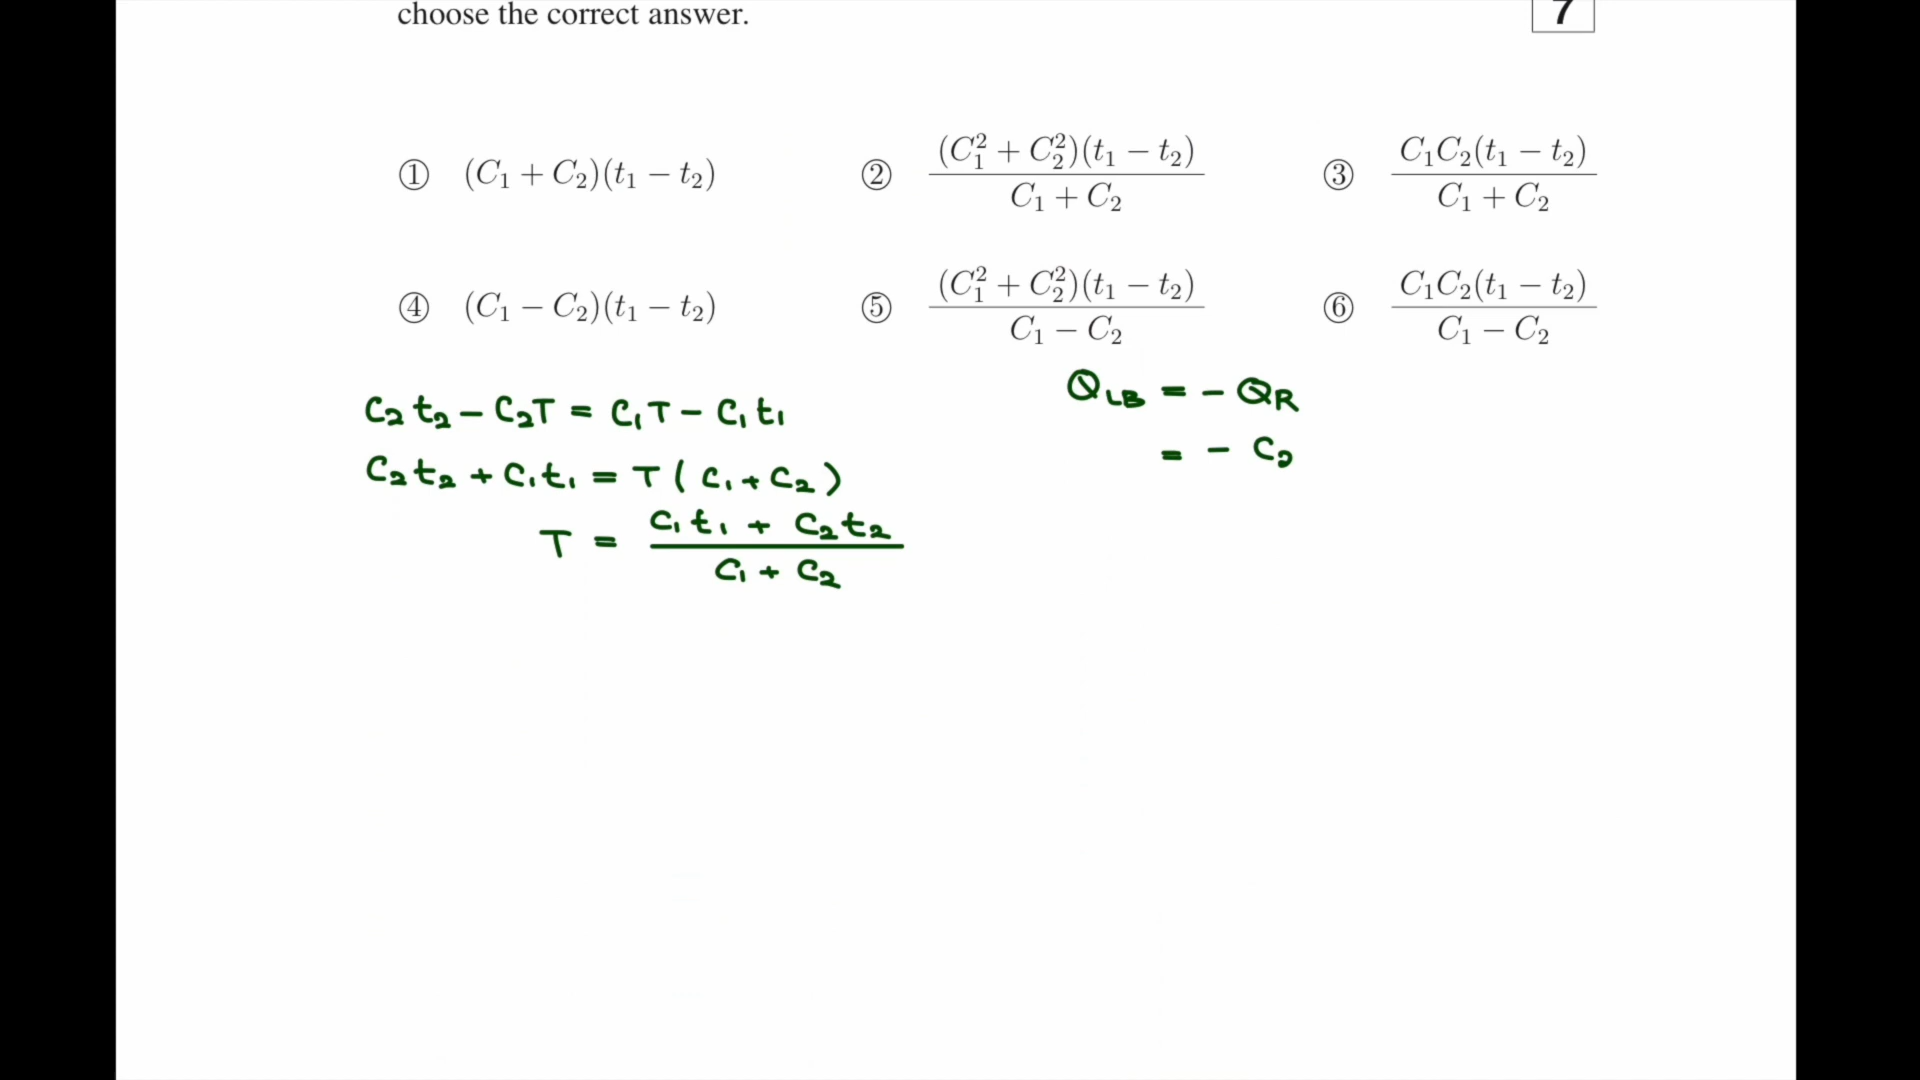 choose the correct answer.
7
① (C₁ + C₂)(t₁ − t₂) ② (C₁² + C₂²)(t₁ − t₂) / (C₁ + C₂) ③ C₁C₂(t₁ − t₂) / (C₁ + C₂)
④ (C₁ − C₂)(t₁ − t₂) ⑤ (C₁² + C₂²)(t₁ − t₂) / (C₁ − C₂) ⑥ C₁C₂(t₁ − t₂) / (C₁ − C₂)
C₂t₂ − C₂T = C₁T − C₁t₁
C₂t₂ + C₁t₁ = T(C₁ + C₂)
T = (C₁t₁ + C₂t₂) / (C₁ + C₂)
Q_LB = − Q_R
= − C₂